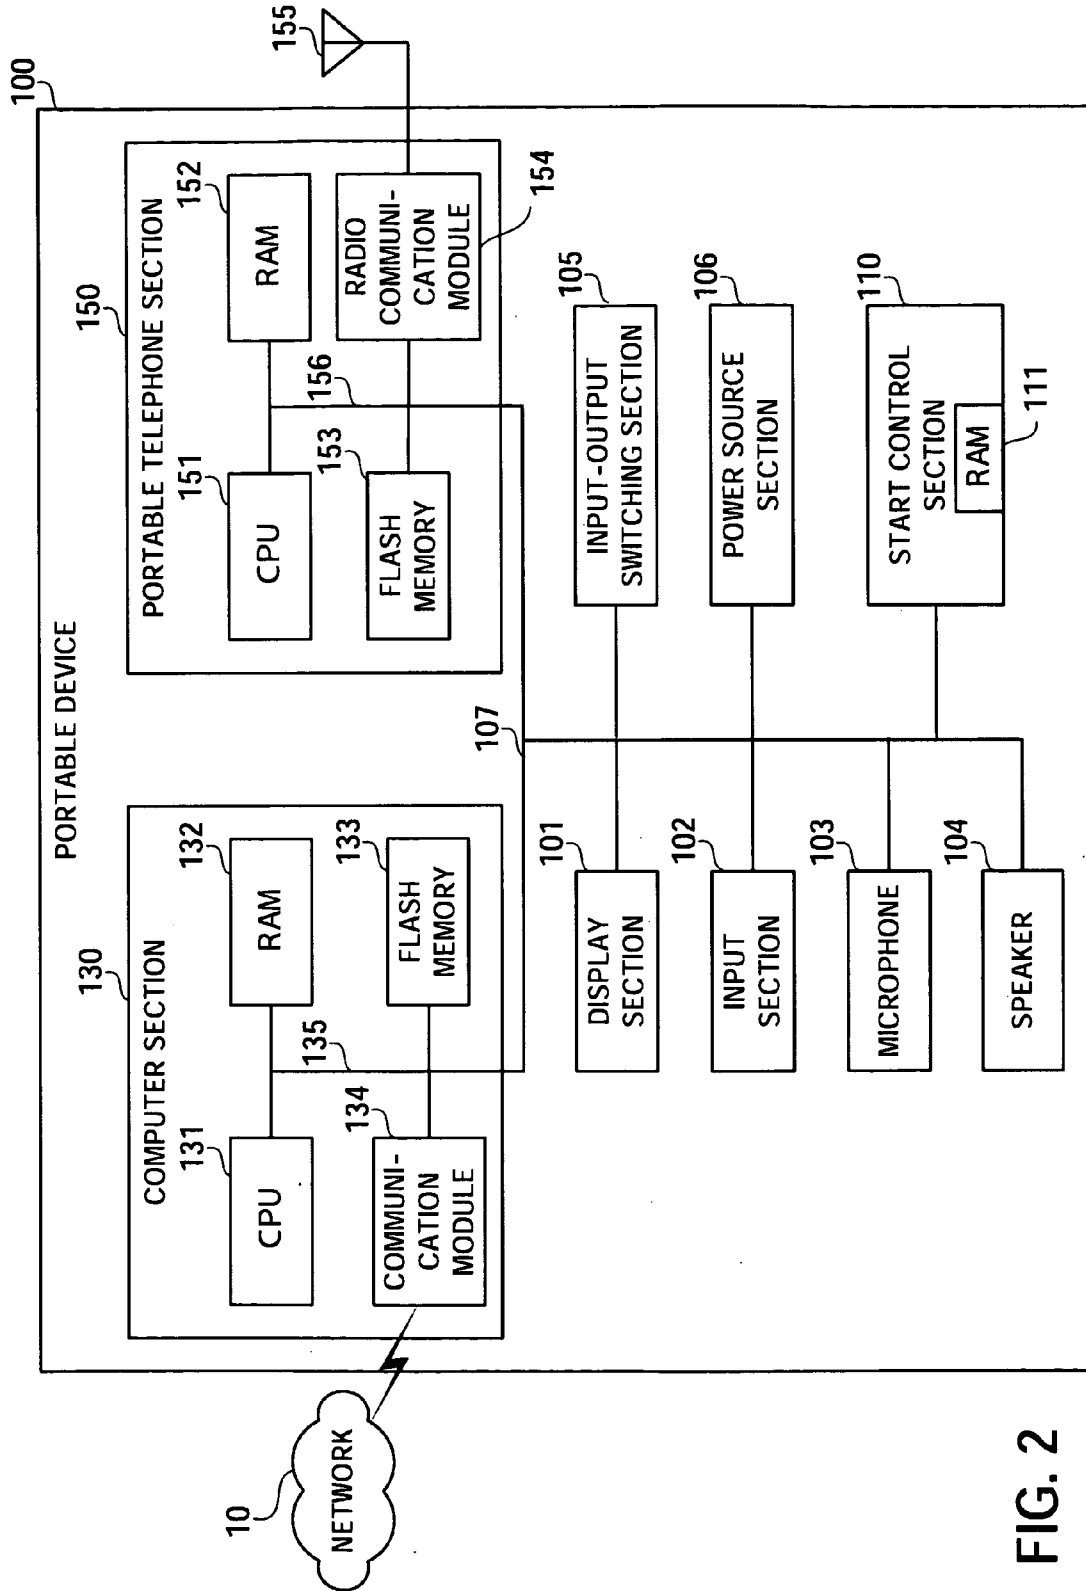 100
PORTABLE DEVICE
130
COMPUTER SECTION
131
CPU
132
RAM
135
134
COMMUNI-
CATION
MODULE
133
FLASH
MEMORY
10
NETWORK
150
PORTABLE TELEPHONE SECTION
151
CPU
152
RAM
156
153
FLASH
MEMORY
RADIO
COMMUNI-
CATION
MODULE
154
155
107
101
DISPLAY
SECTION
105
INPUT-OUTPUT
SWITCHING SECTION
102
INPUT
SECTION
106
POWER SOURCE
SECTION
103
MICROPHONE
110
START CONTROL
SECTION
RAM
111
104
SPEAKER
FIG. 2